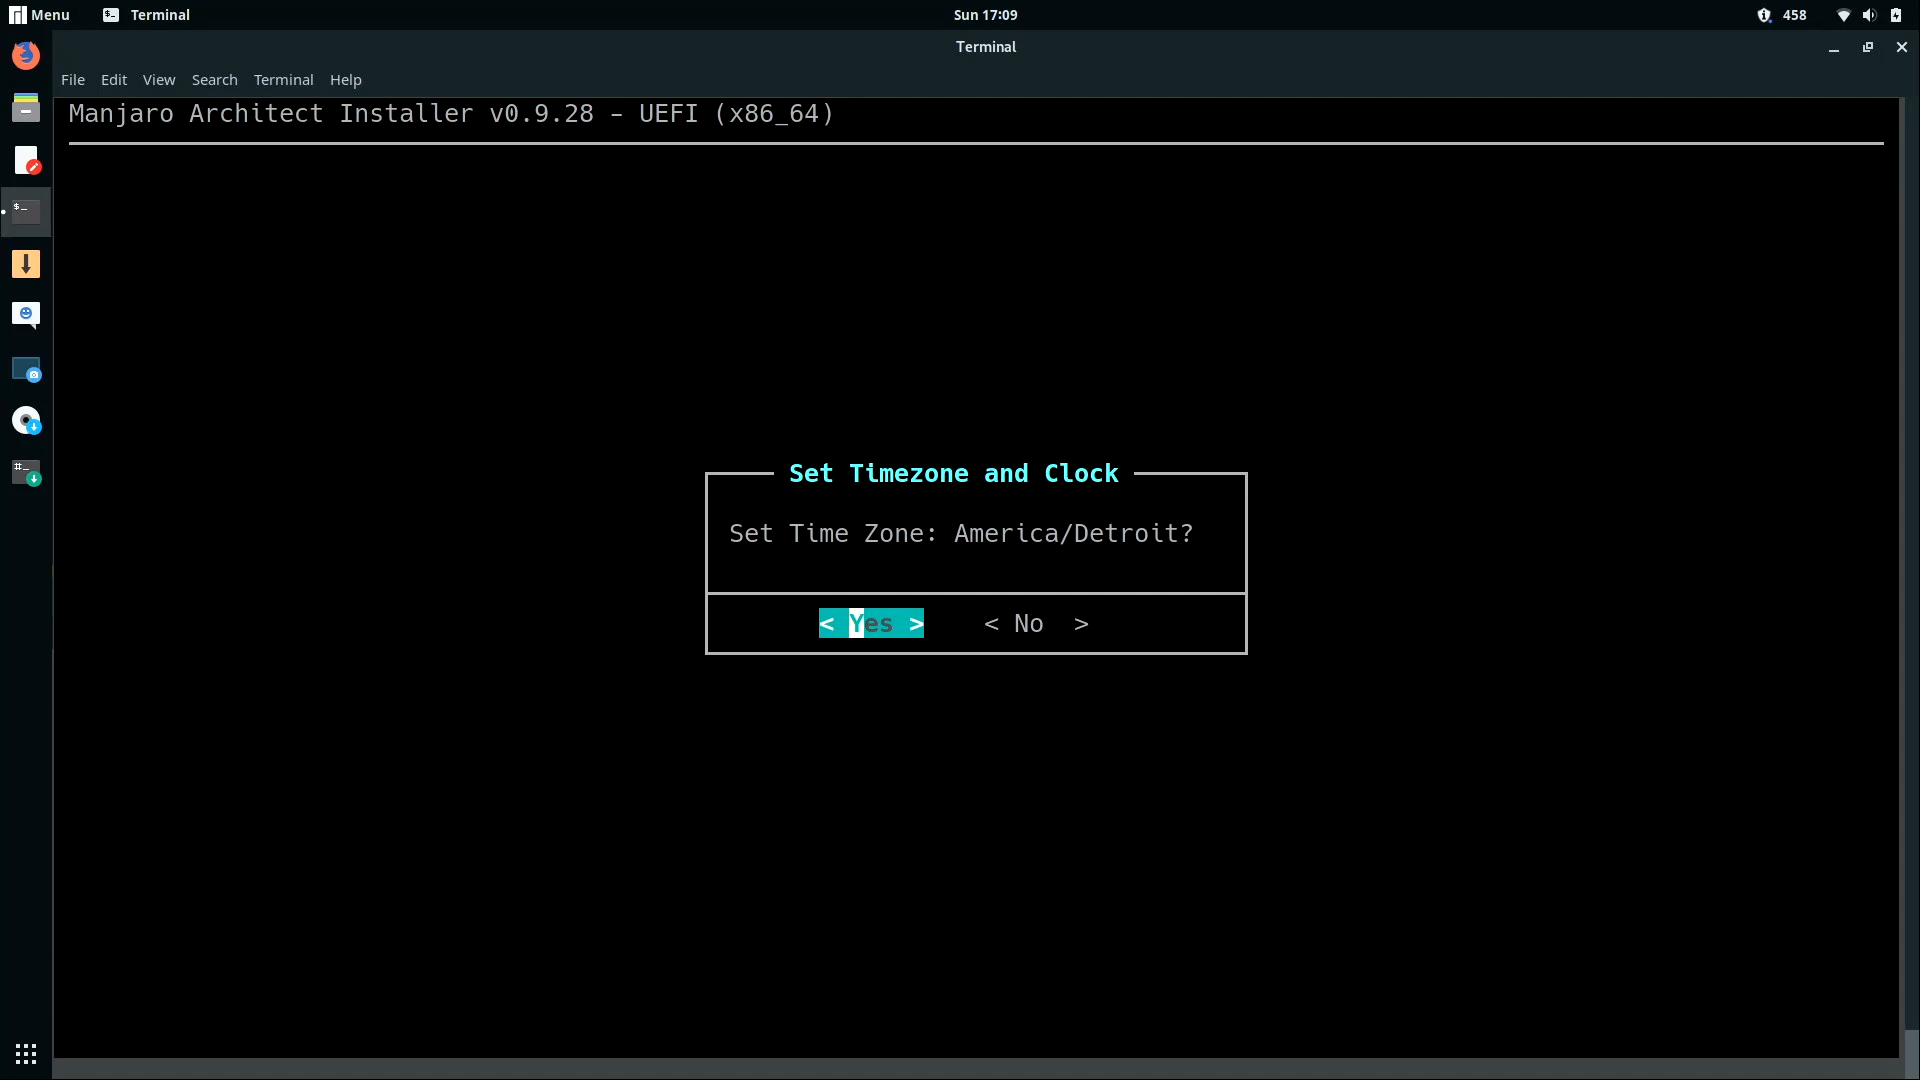 Menu Terminal Sun 17:09 458
Terminal
File Edit View Search Terminal Help
Manjaro Architect Installer v0.9.28 - UEFI (x86_64)
Set Timezone and Clock
Set Time Zone: America/Detroit?
< Yes > < No >